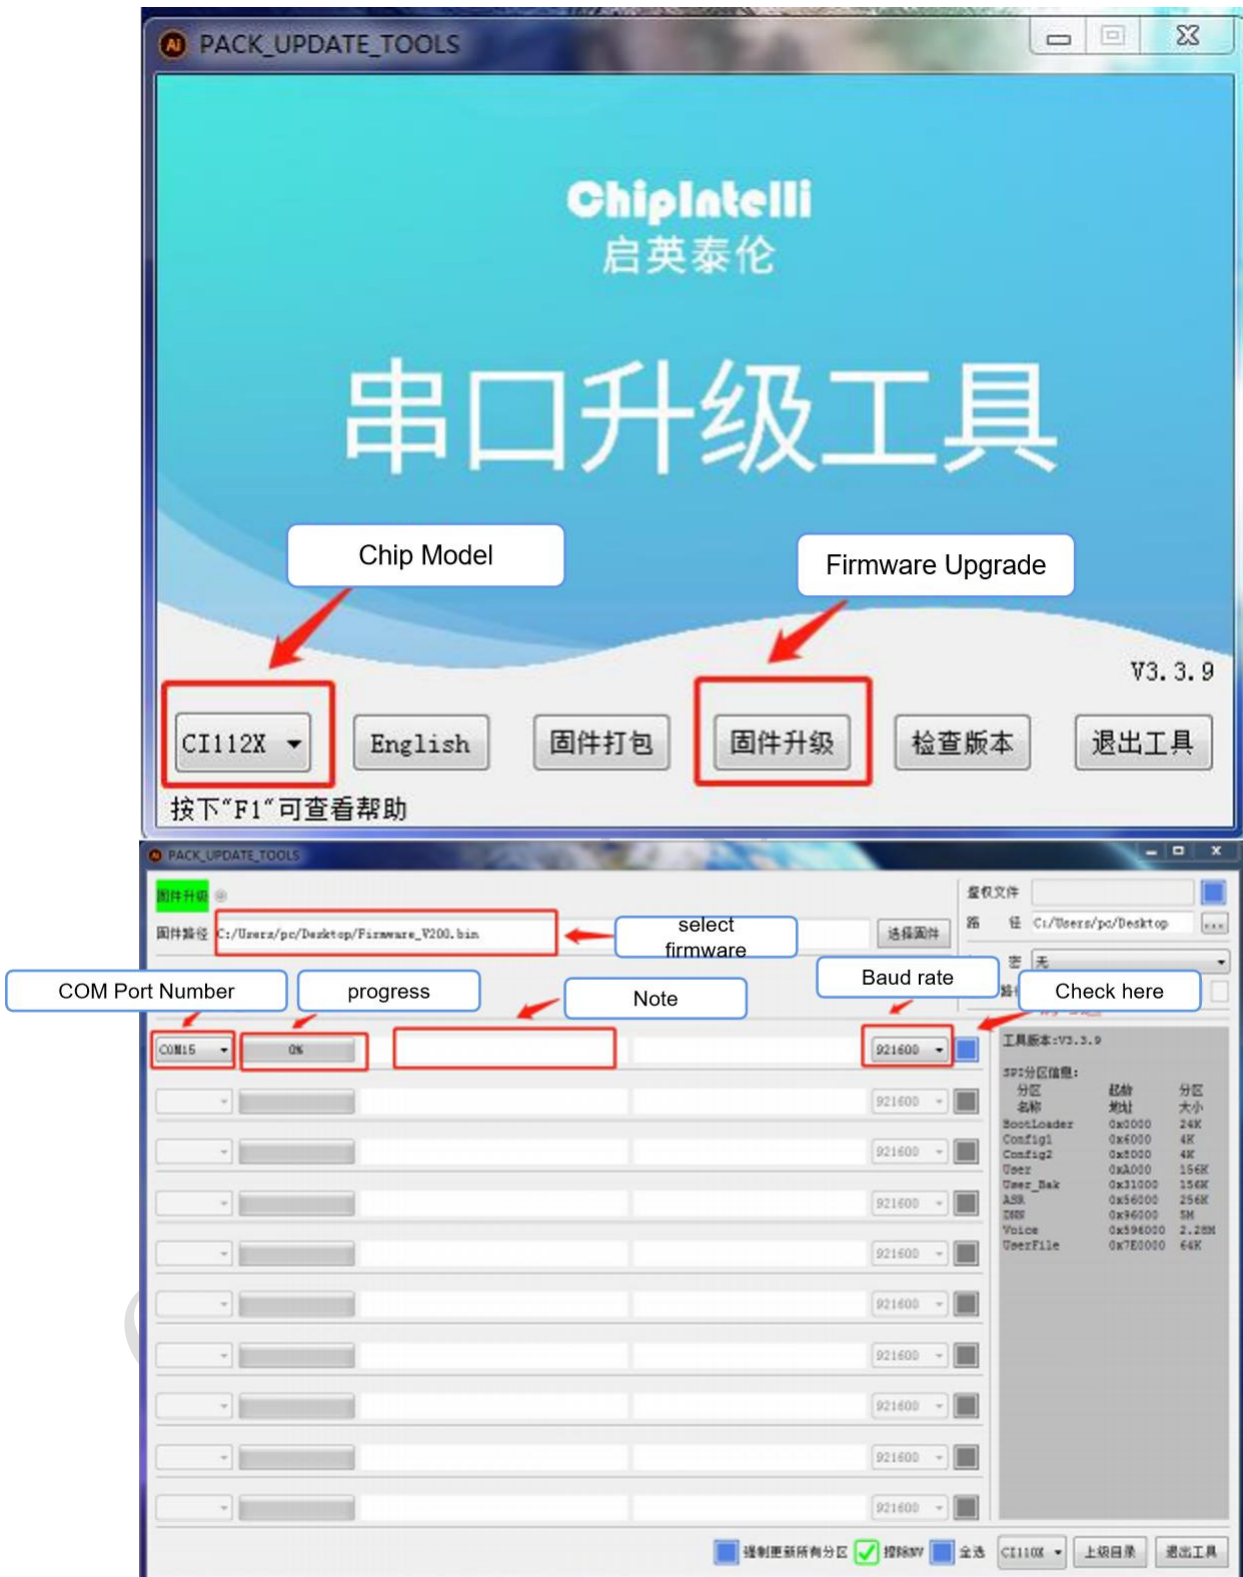 PACK_UPDATE_TOOLS
ChipIntelli
启英泰伦
串口升级工具
Chip Model
Firmware Upgrade
V3.3.9
CI112X
English
固件打包
固件升级
检查版本
退出工具
按下"F1"可查看帮助
PACK_UPDATE_TOOLS
固件升级
鉴权文件
固件路径 C:/Users/pc/Desktop/Firmware_V200.bin
select
firmware
选择固件
路 径 C:/Users/pc/Desktop ...
密 无
COM Port Number
progress
Note
Baud rate
Check here
COM15
0%
921600
921600
921600
921600
921600
921600
921600
921600
921600
921600
工具版本:V3.3.9
SPI分区信息:
分区 起始 分区
名称 地址 大小
BootLoader 0x0000 24K
Config1 0x6000 4K
Config2 0x8000 4K
User 0xA000 156K
User_Bak 0x31000 156K
ASR 0x56000 256K
DNN 0x96000 5M
Voice 0x596000 2.28M
UserFile 0x7E0000 64K
强制更新所有分区
擦除NV
全选
CI110X
上级目录
退出工具